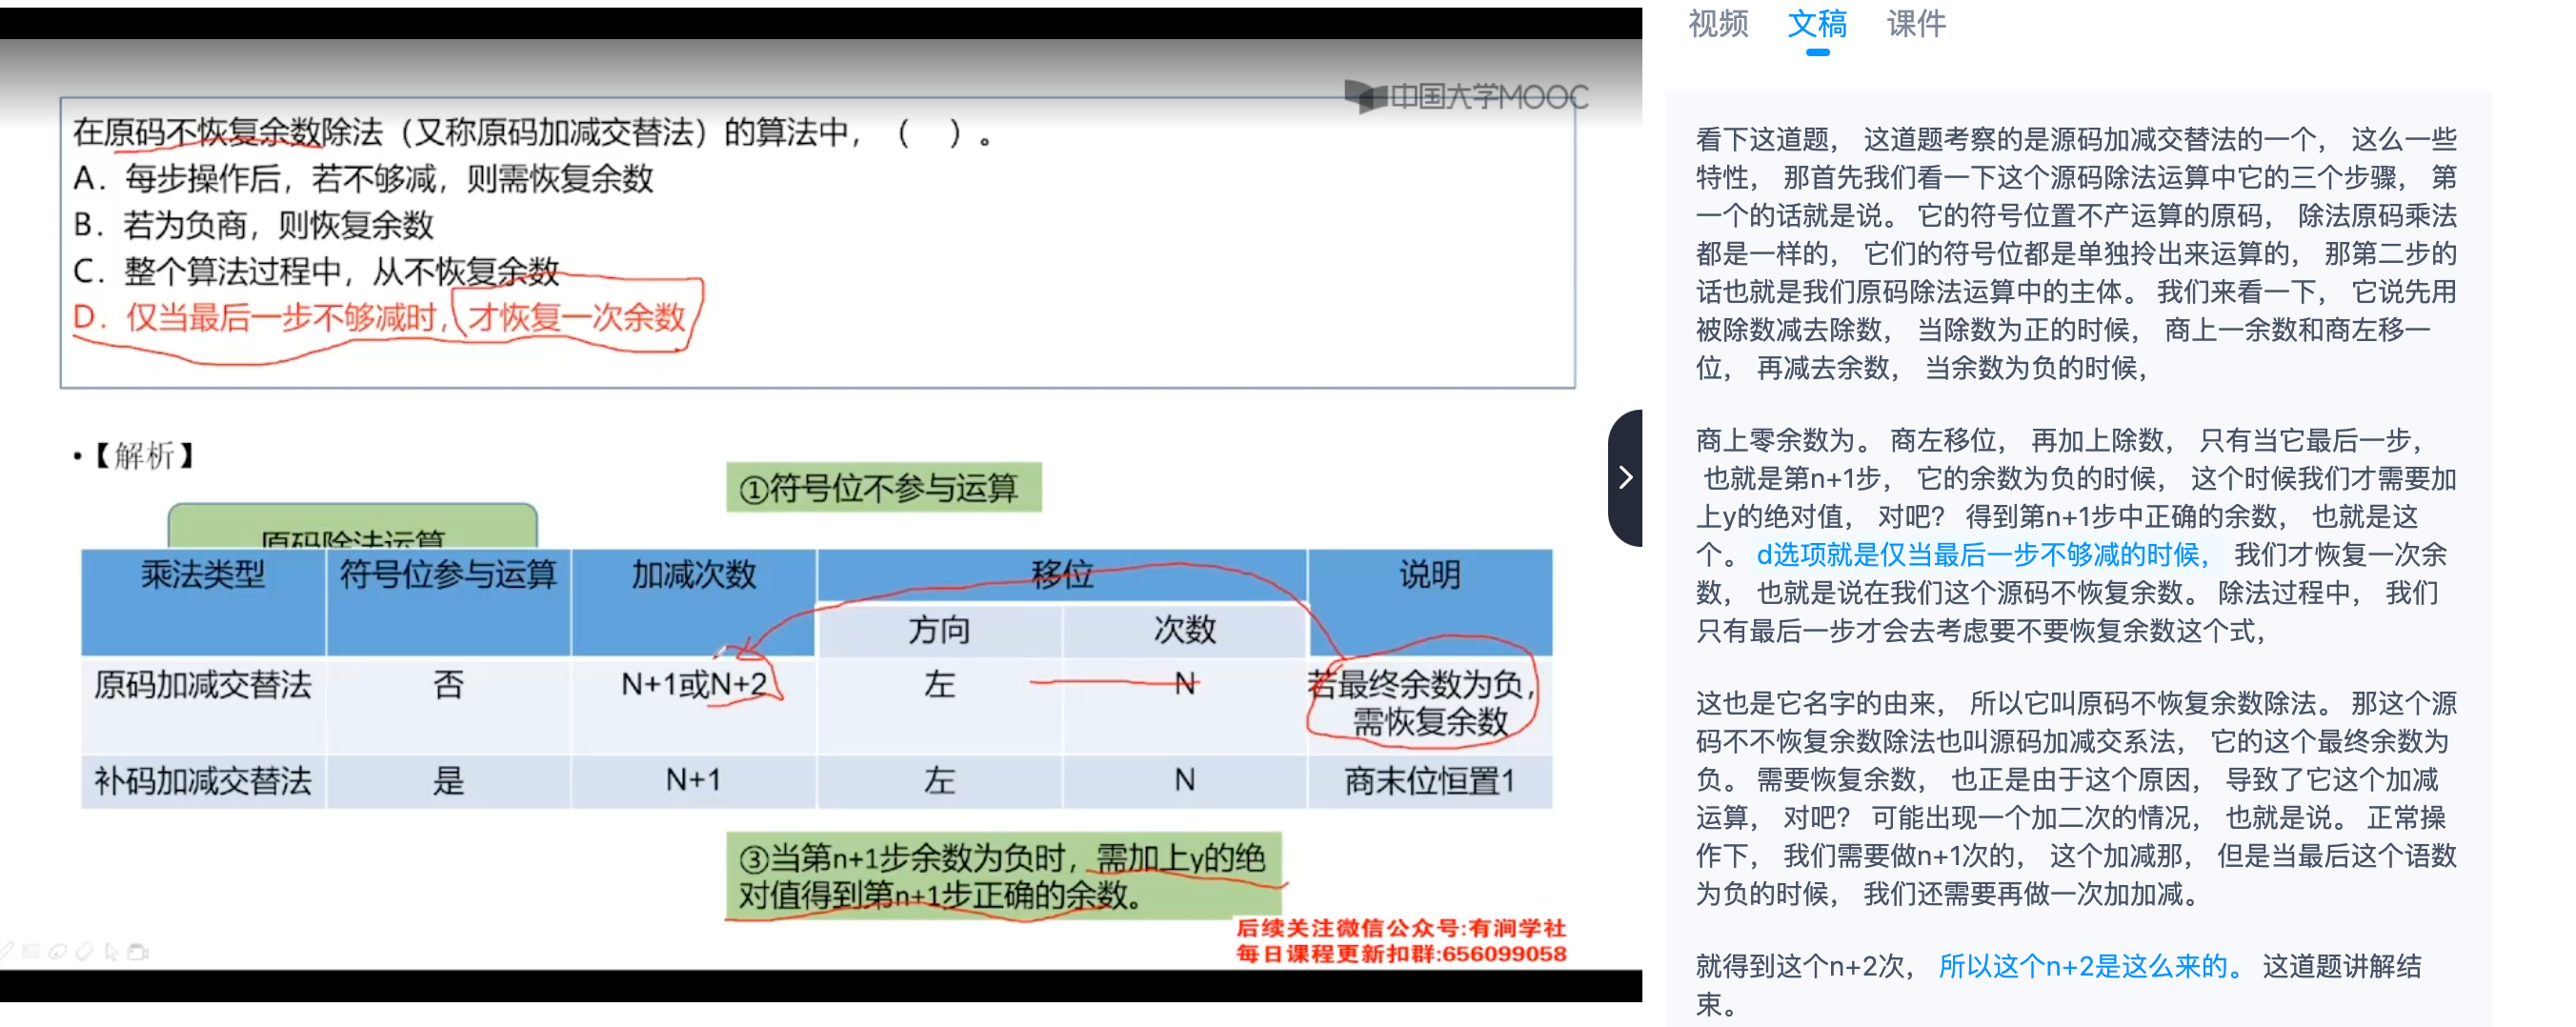 中国大学MOOC
在原码不恢复余数除法（又称原码加减交替法）的算法中，（ ）。
A．每步操作后，若不够减，则需恢复余数
B．若为负商，则恢复余数
C．整个算法过程中，从不恢复余数
D．仅当最后一步不够减时，才恢复一次余数
•【解析】
①符号位不参与运算
原码除法运算
乘法类型 符号位参与运算 加减次数 移位 说明
方向 次数
原码加减交替法 否 N+1或N+2 左 N 若最终余数为负，
需恢复余数
补码加减交替法 是 N+1 左 N 商末位恒置1
③当第n+1步余数为负时，需加上y的绝
对值得到第n+1步正确的余数。
后续关注微信公众号:有涧学社
每日课程更新扣群:656099058
视频 文稿 课件
看下这道题， 这道题考察的是源码加减交替法的一个， 这么一些
特性， 那首先我们看一下这个源码除法运算中它的三个步骤， 第
一个的话就是说。 它的符号位置不产运算的原码， 除法原码乘法
都是一样的， 它们的符号位都是单独拎出来运算的， 那第二步的
话也就是我们原码除法运算中的主体。 我们来看一下， 它说先用
被除数减去除数， 当除数为正的时候， 商上一余数和商左移一
位， 再减去余数， 当余数为负的时候，
商上零余数为。 商左移位， 再加上除数， 只有当它最后一步，
也就是第n+1步， 它的余数为负的时候， 这个时候我们才需要加
上y的绝对值， 对吧？ 得到第n+1步中正确的余数， 也就是这
个。 d选项就是仅当最后一步不够减的时候， 我们才恢复一次余
数， 也就是说在我们这个源码不恢复余数。 除法过程中， 我们
只有最后一步才会去考虑要不要恢复余数这个式，
这也是它名字的由来， 所以它叫原码不恢复余数除法。 那这个源
码不不恢复余数除法也叫源码加减交系法， 它的这个最终余数为
负。 需要恢复余数， 也正是由于这个原因， 导致了它这个加减
运算， 对吧？ 可能出现一个加二次的情况， 也就是说。 正常操
作下， 我们需要做n+1次的， 这个加减那， 但是当最后这个语数
为负的时候， 我们还需要再做一次加加减。
就得到这个n+2次， 所以这个n+2是这么来的。 这道题讲解结
束。